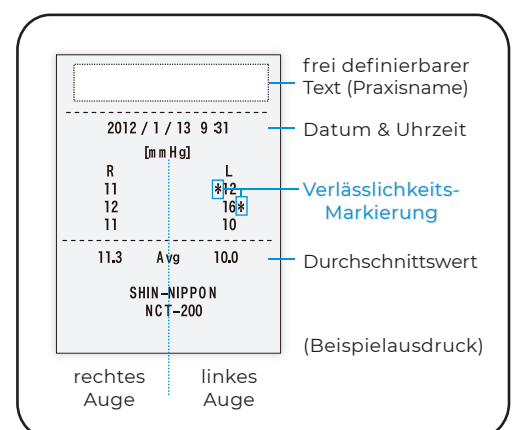 frei definierbarer
Text (Praxisname)
2012 / 1 / 13 9:31
Datum & Uhrzeit
[mmHg]
R L
11 *12
12 16*
11 10
Verlässlichkeits-
Markierung
11.3 Avg 10.0
Durchschnittswert
SHIN-NIPPON
NCT-200
(Beispielausdruck)
rechtes linkes
Auge Auge